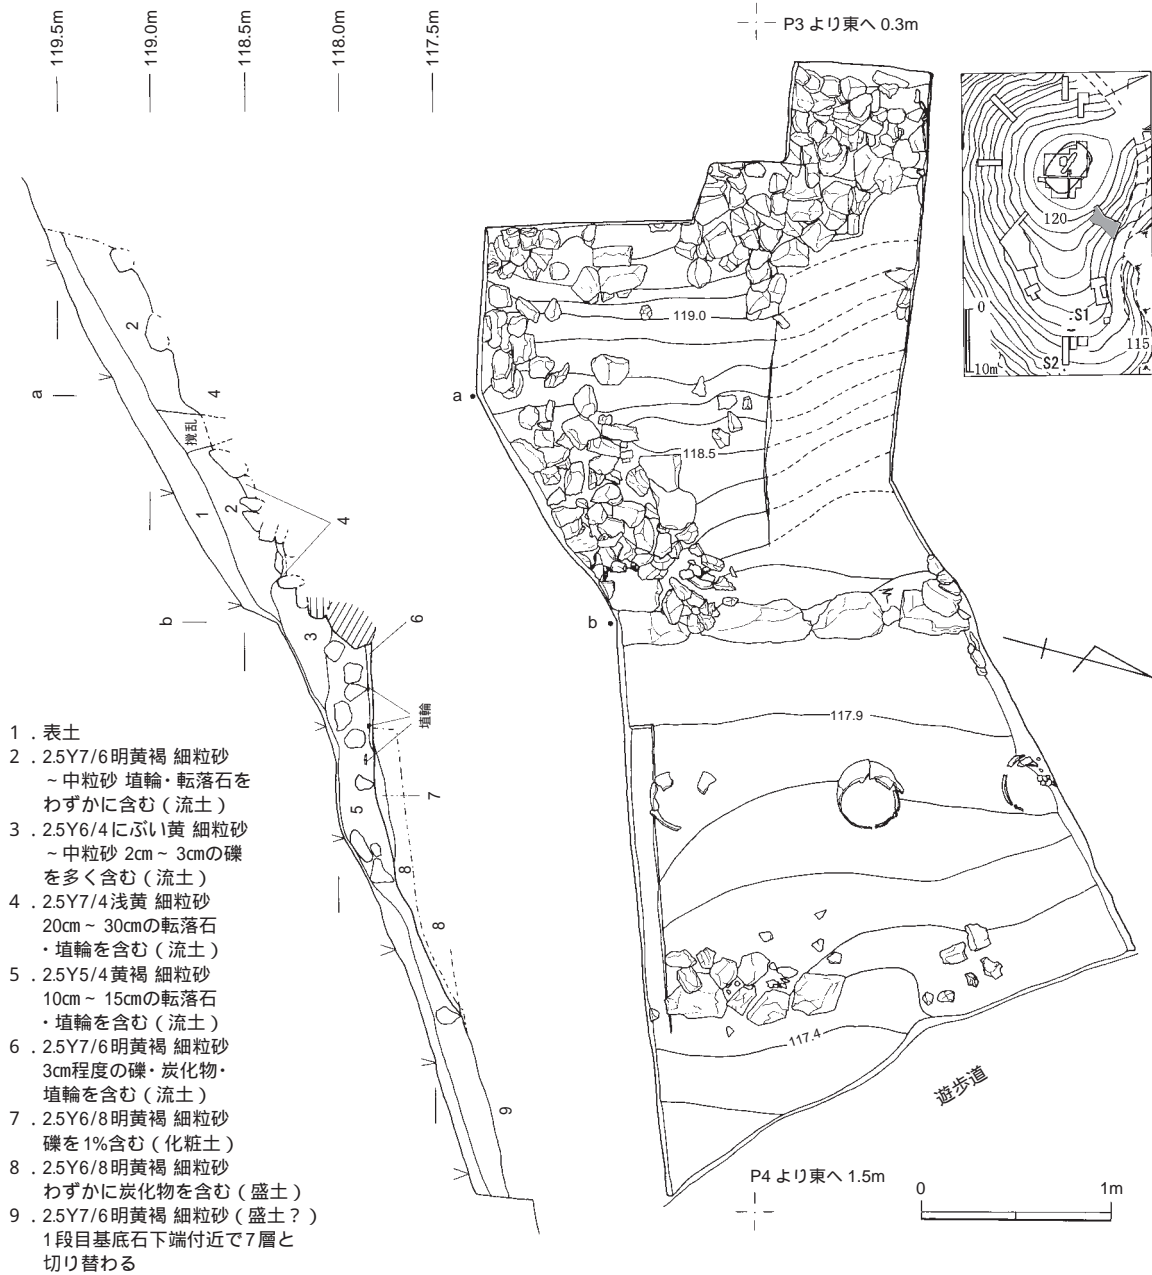 119.5m
119.0m
118.5m
118.0m
117.5m
P3 より東へ 0.3m
120
S1
115
S2
0
10m
2
a
4
攪乱
1
2
4
b
3
6
埴輪
7
5
8
8
9
119.0
a
118.5
b
117.9
117.4
遊歩道
P4 より東へ 1.5m
0
1m
1 . 表土
2 . 2.5Y7/6明黄褐 細粒砂
~中粒砂 埴輪・転落石を
わずかに含む(流土)
3 . 2.5Y6/4にぶい黄 細粒砂
~中粒砂 2cm~3cmの礫
を多く含む(流土)
4 . 2.5Y7/4浅黄 細粒砂
20cm~30cmの転落石
・埴輪を含む(流土)
5 . 2.5Y5/4黄褐 細粒砂
10cm~15cmの転落石
・埴輪を含む(流土)
6 . 2.5Y7/6明黄褐 細粒砂
3cm程度の礫・炭化物・
埴輪を含む(流土)
7 . 2.5Y6/8明黄褐 細粒砂
礫を1%含む(化粧土)
8 . 2.5Y6/8明黄褐 細粒砂
わずかに炭化物を含む(盛土)
9 . 2.5Y7/6明黄褐 細粒砂(盛土?)
1段目基底石下端付近で7層と
切り替わる